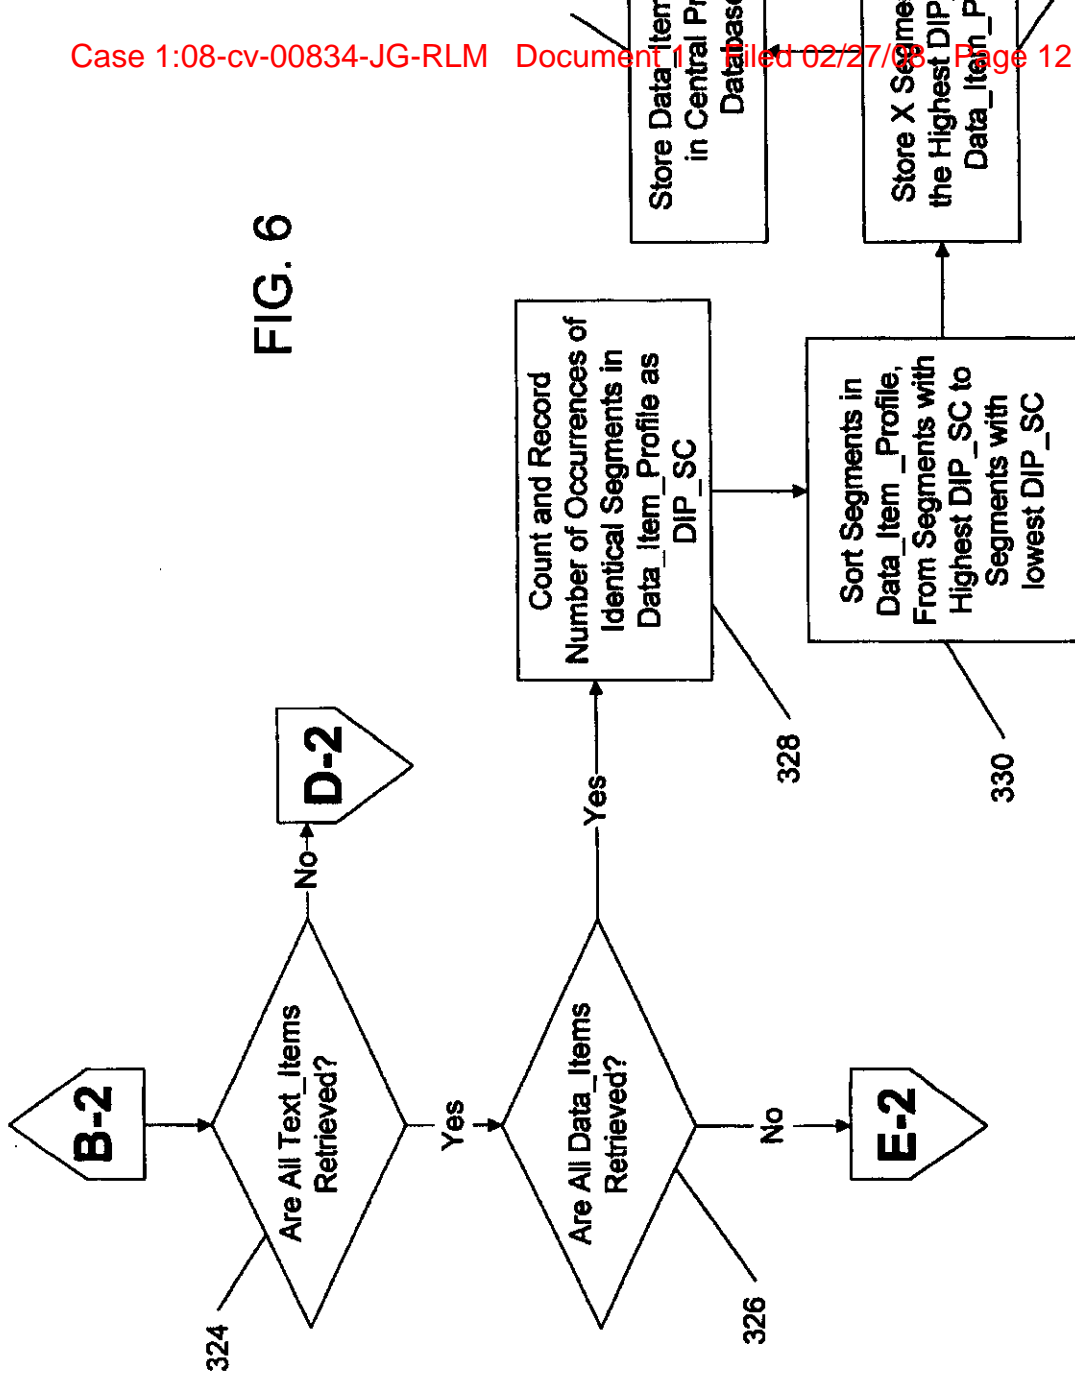 Case 1:08-cv-00834-JG-RLM Document 1 Filed 02/27/08 Page 12
FIG. 6
B-2
324
Are All Text_Items
Retrieved?
No
D-2
Yes
326
Are All Data_Items
Retrieved?
No
E-2
Yes
328
Count and Record
Number of Occurrences of
Identical Segments in
Data_Item_Profile as
DIP_SC
330
Sort Segments in
Data_Item _Profile,
From Segments with
Highest DIP_SC to
Segments with
lowest DIP_SC
Store X
the Highest DIP
Store Data_Item
in Central
Database